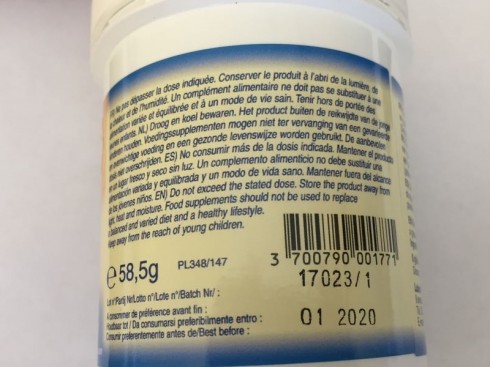 Ne pas dépasser la dose indiquée. Conserver le produit à l'abri de la lumière, de
chaleur et de l'humidité. Un complément alimentaire ne doit pas se substituer à une
alimentation variée et équilibrée et à un mode de vie sain. Tenir hors de portée des
jeunes enfants. NL) Droog en koel bewaren. Het product buiten de reikwijdte van de jonge
kinderen houden. Voedingssupplementen mogen niet ter vervanging van een gevarieerde
evenwichtige voeding en een gezonde levenswijze worden gebruikt. De aanbevolen
dosis niet overschrijden. ES) No consumir más de la dosis indicada. Mantener el producto
en un lugar fresco y seco sin luz. Un complemento alimenticio no debe sustituir una
alimentación variada y equilibrada y un modo de vida sano. Mantener fuera del alcance
de los jóvenes niños. EN) Do not exceed the stated dose. Store the product away from
light, heat and moisture. Food supplements should not be used to replace
a balanced and varied diet and a healthy lifestyle.
Keep away from the reach of young children.
℮ 58,5g PL348/147
3 700790 001771
Lot n°/Partij Nr/Lotto n°/Lote n°/Batch Nr/ :
17023/1
A consommer de préférence avant fin :
Houdbaar tot / Da consumarsi preferibilmente entro :
Consumir preferentemente antes de/Best before :
01 2020